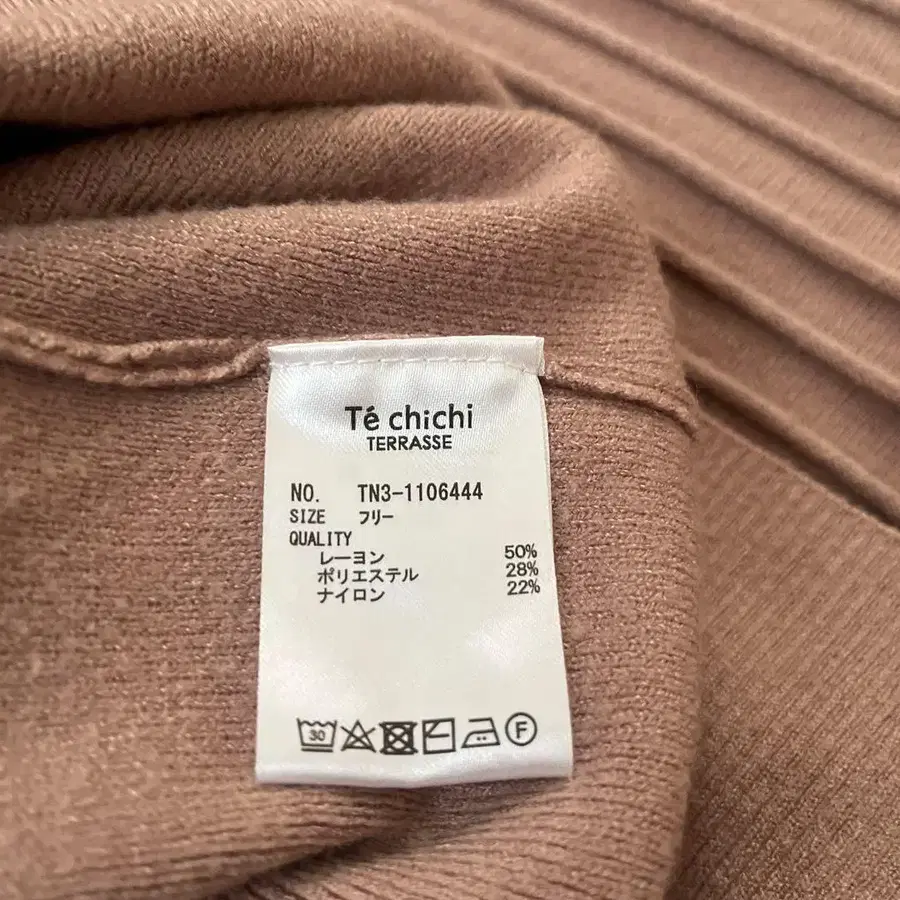 Té chichi
TERRASSE
NO. TN3-1106444
SIZE フリー
QUALITY
レーヨン 50%
ポリエステル 28%
ナイロン 22%
30 F